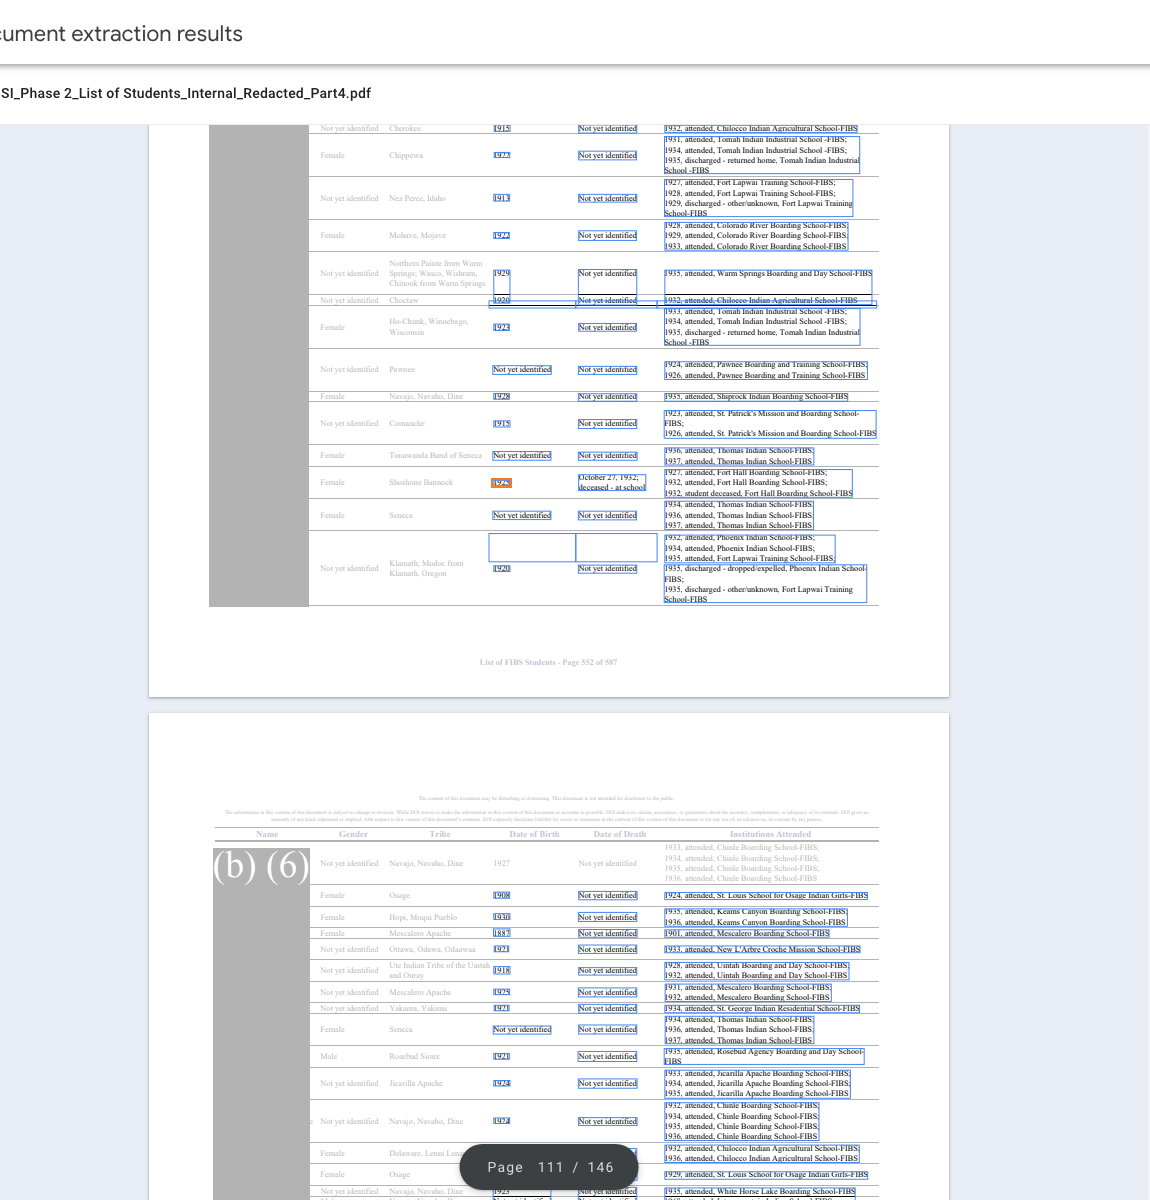 cument extraction results
SI_Phase 2_List of Students_Internal_Redacted_Part4.pdf
Not yet identified Cherokee 1915 Not yet identified 1932, attended, Chilocco Indian Agricultural School-FIBS
1931, attended, Tomah Indian Industrial School -FIBS;
1934, attended, Tomah Indian Industrial School -FIBS;
Female Chippewa 1922 Not yet identified
1935, discharged - returned home, Tomah Indian Industrial
School -FIBS
1927, attended, Fort Lapwai Training School-FIBS;
1928, attended, Fort Lapwai Training School-FIBS;
Not yet identified Nez Perce, Idaho 1913 Not yet identified
1929, discharged - other/unknown, Fort Lapwai Training
School-FIBS
1928, attended, Colorado River Boarding School-FIBS;
Female Mohave, Mojave 1922 Not yet identified 1929, attended, Colorado River Boarding School-FIBS;
1933, attended, Colorado River Boarding School-FIBS
Northern Paiute from Warm
Not yet identified Springs; Wasco, Wishram, 1929 Not yet identified 1935, attended, Warm Springs Boarding and Day School-FIBS
Chinook from Warm Springs
Not yet identified Choctaw 1920 Not yet identified 1932, attended, Chilocco Indian Agricultural School-FIBS
1933, attended, Tomah Indian Industrial School -FIBS;
Ho-Chunk, Winnebago, 1934, attended, Tomah Indian Industrial School -FIBS;
Female Wisconsin 1923 Not yet identified 1935, discharged - returned home, Tomah Indian Industrial
School -FIBS
1924, attended, Pawnee Boarding and Training School-FIBS;
Not yet identified Pawnee Not yet identified Not yet identified
1926, attended, Pawnee Boarding and Training School-FIBS
Female Navajo, Navaho, Dine 1928 Not yet identified 1935, attended, Shiprock Indian Boarding School-FIBS
1923, attended, St. Patrick's Mission and Boarding School-
Not yet identified Comanche 1915 Not yet identified FIBS;
1926, attended, St. Patrick's Mission and Boarding School-FIBS
1936, attended, Thomas Indian School-FIBS;
Female Tonawanda Band of Seneca Not yet identified Not yet identified
1937, attended, Thomas Indian School-FIBS
1927, attended, Fort Hall Boarding School-FIBS;
Female Shoshone Bannock 1925 October 27, 1932; 1932, attended, Fort Hall Boarding School-FIBS;
deceased - at school 1932, student deceased, Fort Hall Boarding School-FIBS
1934, attended, Thomas Indian School-FIBS;
Female Seneca Not yet identified Not yet identified 1936, attended, Thomas Indian School-FIBS;
1937, attended, Thomas Indian School-FIBS
1932, attended, Phoenix Indian School-FIBS;
1934, attended, Phoenix Indian School-FIBS;
1935, attended, Fort Lapwai Training School-FIBS;
Not yet identified Klamath; Modoc from 1920 Not yet identified 1935, discharged - dropped/expelled, Phoenix Indian School-
Klamath, Oregon FIBS;
1935, discharged - other/unknown, Fort Lapwai Training
School-FIBS
List of FIBS Students - Page 552 of 587
The content of this document may be disturbing or distressing. This document is not intended for disclosure to the public.
Name Gender Tribe Date of Birth Date of Death Institutions Attended
(b) (6)
1933, attended, Chinle Boarding School-FIBS;
1934, attended, Chinle Boarding School-FIBS;
Not yet identified Navajo, Navaho, Dine 1927 Not yet identified
1935, attended, Chinle Boarding School-FIBS;
1936, attended, Chinle Boarding School-FIBS
Female Osage 1908 Not yet identified 1924, attended, St. Louis School for Osage Indian Girls-FIBS
1935, attended, Keams Canyon Boarding School-FIBS;
Female Hopi, Moqui Pueblo 1930 Not yet identified
1936, attended, Keams Canyon Boarding School-FIBS
Female Mescalero Apache 1887 Not yet identified 1901, attended, Mescalero Boarding School-FIBS
Not yet identified Ottawa, Odawa, Odaawaa 1921 Not yet identified 1933, attended, New L'Arbre Croche Mission School-FIBS
Ute Indian Tribe of the Uintah 1928, attended, Uintah Boarding and Day School-FIBS;
Not yet identified and Ouray 1918 Not yet identified 1932, attended, Uintah Boarding and Day School-FIBS
1931, attended, Mescalero Boarding School-FIBS;
Not yet identified Mescalero Apache 1925 Not yet identified
1932, attended, Mescalero Boarding School-FIBS
Not yet identified Yakama, Yakima 1921 Not yet identified 1934, attended, St. George Indian Residential School-FIBS
1934, attended, Thomas Indian School-FIBS;
Female Seneca Not yet identified Not yet identified 1936, attended, Thomas Indian School-FIBS;
1937, attended, Thomas Indian School-FIBS
Male Rosebud Sioux 1921 Not yet identified 1935, attended, Rosebud Agency Boarding and Day School-
FIBS
1933, attended, Jicarilla Apache Boarding School-FIBS;
Not yet identified Jicarilla Apache 1924 Not yet identified 1934, attended, Jicarilla Apache Boarding School-FIBS;
1935, attended, Jicarilla Apache Boarding School-FIBS
1932, attended, Chinle Boarding School-FIBS;
1934, attended, Chinle Boarding School-FIBS;
Not yet identified Navajo, Navaho, Dine 1924 Not yet identified
1935, attended, Chinle Boarding School-FIBS;
1936, attended, Chinle Boarding School-FIBS
1932, attended, Chilocco Indian Agricultural School-FIBS;
Female Delaware, Lenni
1936, attended, Chilocco Indian Agricultural School-FIBS
Female Osage 1929, attended, St. Louis School for Osage Indian Girls-FIBS
Not yet identified Navajo, Navaho, Dine 1925 Not yet identified 1935, attended, White Horse Lake Boarding School-FIBS
Page 111 / 146